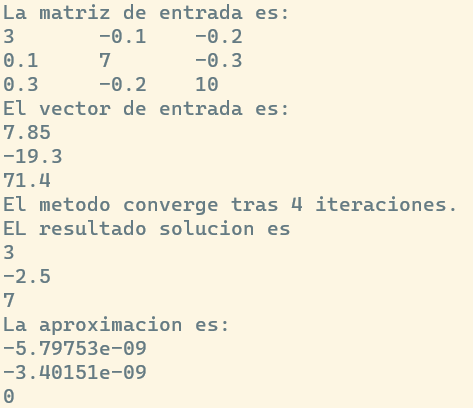 La matriz de entrada es:
3 -0.1 -0.2
0.1 7 -0.3
0.3 -0.2 10
El vector de entrada es:
7.85
-19.3
71.4
El metodo converge tras 4 iteraciones.
EL resultado solucion es
3
-2.5
7
La aproximacion es:
-5.79753e-09
-3.40151e-09
0